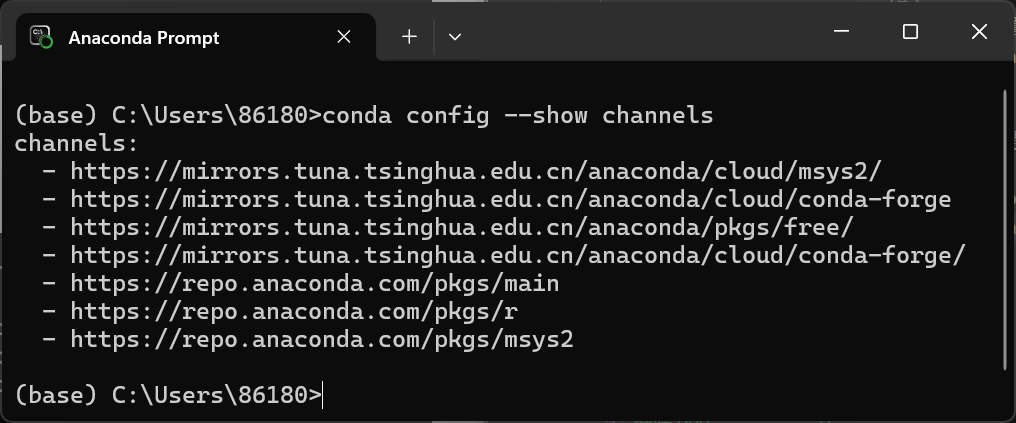 Anaconda Prompt
(base) C:\Users\86180>conda config --show channels
channels:
  - https://mirrors.tuna.tsinghua.edu.cn/anaconda/cloud/msys2/
  - https://mirrors.tuna.tsinghua.edu.cn/anaconda/cloud/conda-forge
  - https://mirrors.tuna.tsinghua.edu.cn/anaconda/pkgs/free/
  - https://mirrors.tuna.tsinghua.edu.cn/anaconda/cloud/conda-forge/
  - https://repo.anaconda.com/pkgs/main
  - https://repo.anaconda.com/pkgs/r
  - https://repo.anaconda.com/pkgs/msys2
(base) C:\Users\86180>